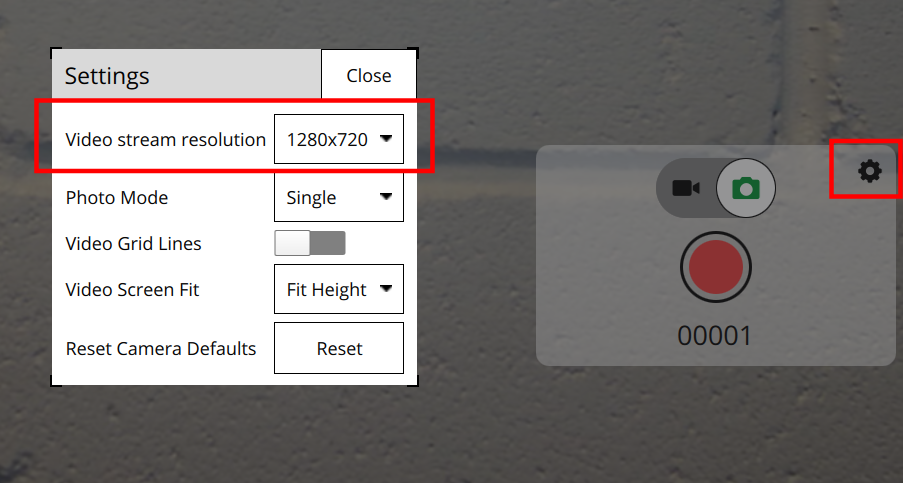 Settings
Close
Video stream resolution
1280x720
Photo Mode
Single
Video Grid Lines
Video Screen Fit
Fit Height
Reset Camera Defaults
Reset
00001